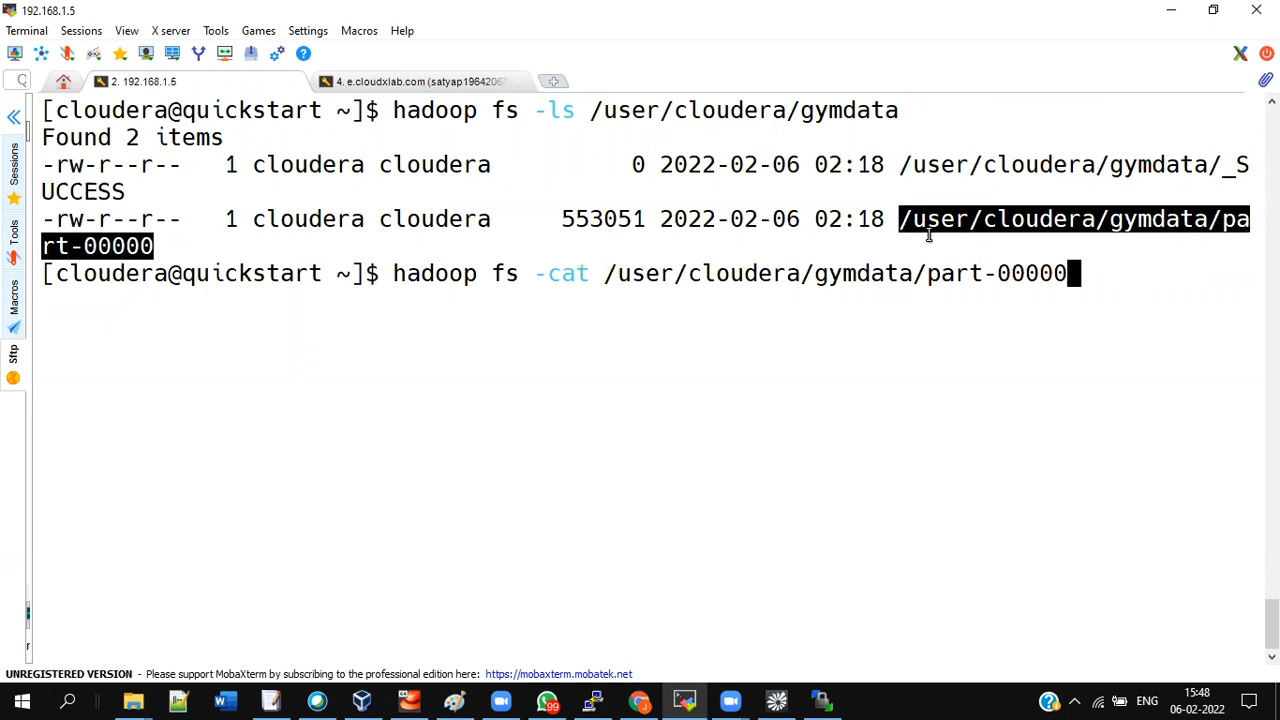 192.168.1.5
Terminal Sessions View X server Tools Games Settings Macros Help
2. 192.168.1.5
4. e.cloudxlab.com (satyap1964206
[cloudera@quickstart ~]$ hadoop fs -ls /user/cloudera/gymdata
Found 2 items
-rw-r--r-- 1 cloudera cloudera 0 2022-02-06 02:18 /user/cloudera/gymdata/_S
UCCESS
-rw-r--r-- 1 cloudera cloudera 553051 2022-02-06 02:18 /user/cloudera/gymdata/pa
rt-00000
[cloudera@quickstart ~]$ hadoop fs -cat /user/cloudera/gymdata/part-00000
Sessions
Tools
Macros
Sftp
r
UNREGISTERED VERSION - Please support MobaXterm by subscribing to the professional edition here: https://mobaxterm.mobatek.net
99
ENG
15:48
06-02-2022